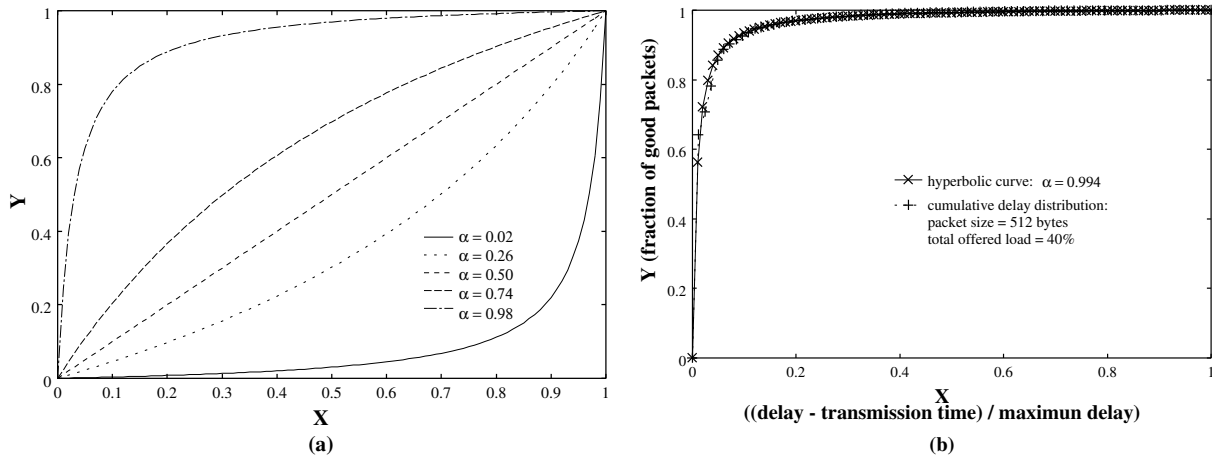 1
0.8
0.6
0.4
0.2
0
Y
0
0.1
0.2
0.3
0.4
0.5
0.6
0.7
0.8
0.9
1
X
α = 0.02
α = 0.26
α = 0.50
α = 0.74
α = 0.98
(a)
1
0.8
0.6
0.4
0.2
0
Y (fraction of good packets)
hyperbolic curve: α = 0.994
cumulative delay distribution:
packet size = 512 bytes
total offered load = 40%
0
0.2
0.4
0.6
0.8
1
X
((delay - transmission time) / maximun delay)
(b)